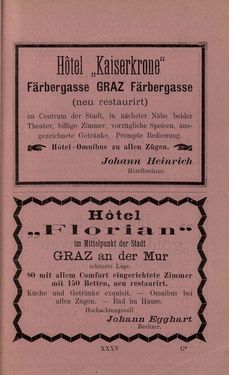 Hôtel „Kaiserkrone“
Färbergasse GRAZ Färbergasse
(neu restaurirt)
im Centrum der Stadt, in nächster Nähe beider
Theater, billige Zimmer, vorzügliche Speisen, aus-
gezeichnete Getränke. Prompte Bedienung.
Hôtel-Omnibus zu allen Zügen.
Johann Heinrich
Hôtelbesitzer.
Hôtel
„Florian“
im Mittelpunkt der Stadt
GRAZ an der Mur
schönste Lage.
80 mit allem Comfort eingerichtete Zimmer
mit 150 Betten, neu restaurirt.
Küche und Getränke exquisit. — Omnibus bei
allen Zügen. — Bad im Hause.
Hochachtungsvoll
Johann Egghart
Besitzer.
XXXV C*